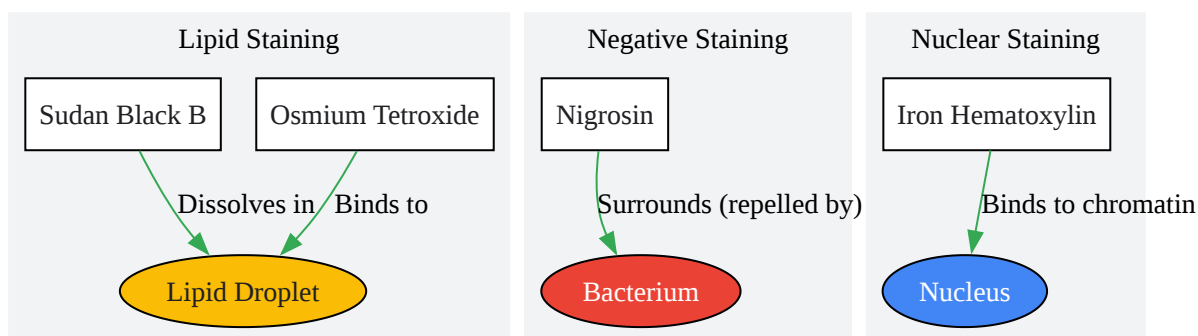 Lipid Staining
Negative Staining
Nuclear Staining
Sudan Black B
Osmium Tetroxide
Nigrosin
Iron Hematoxylin
Dissolves in
Binds to
Surrounds (repelled by)
Binds to chromatin
Lipid Droplet
Bacterium
Nucleus